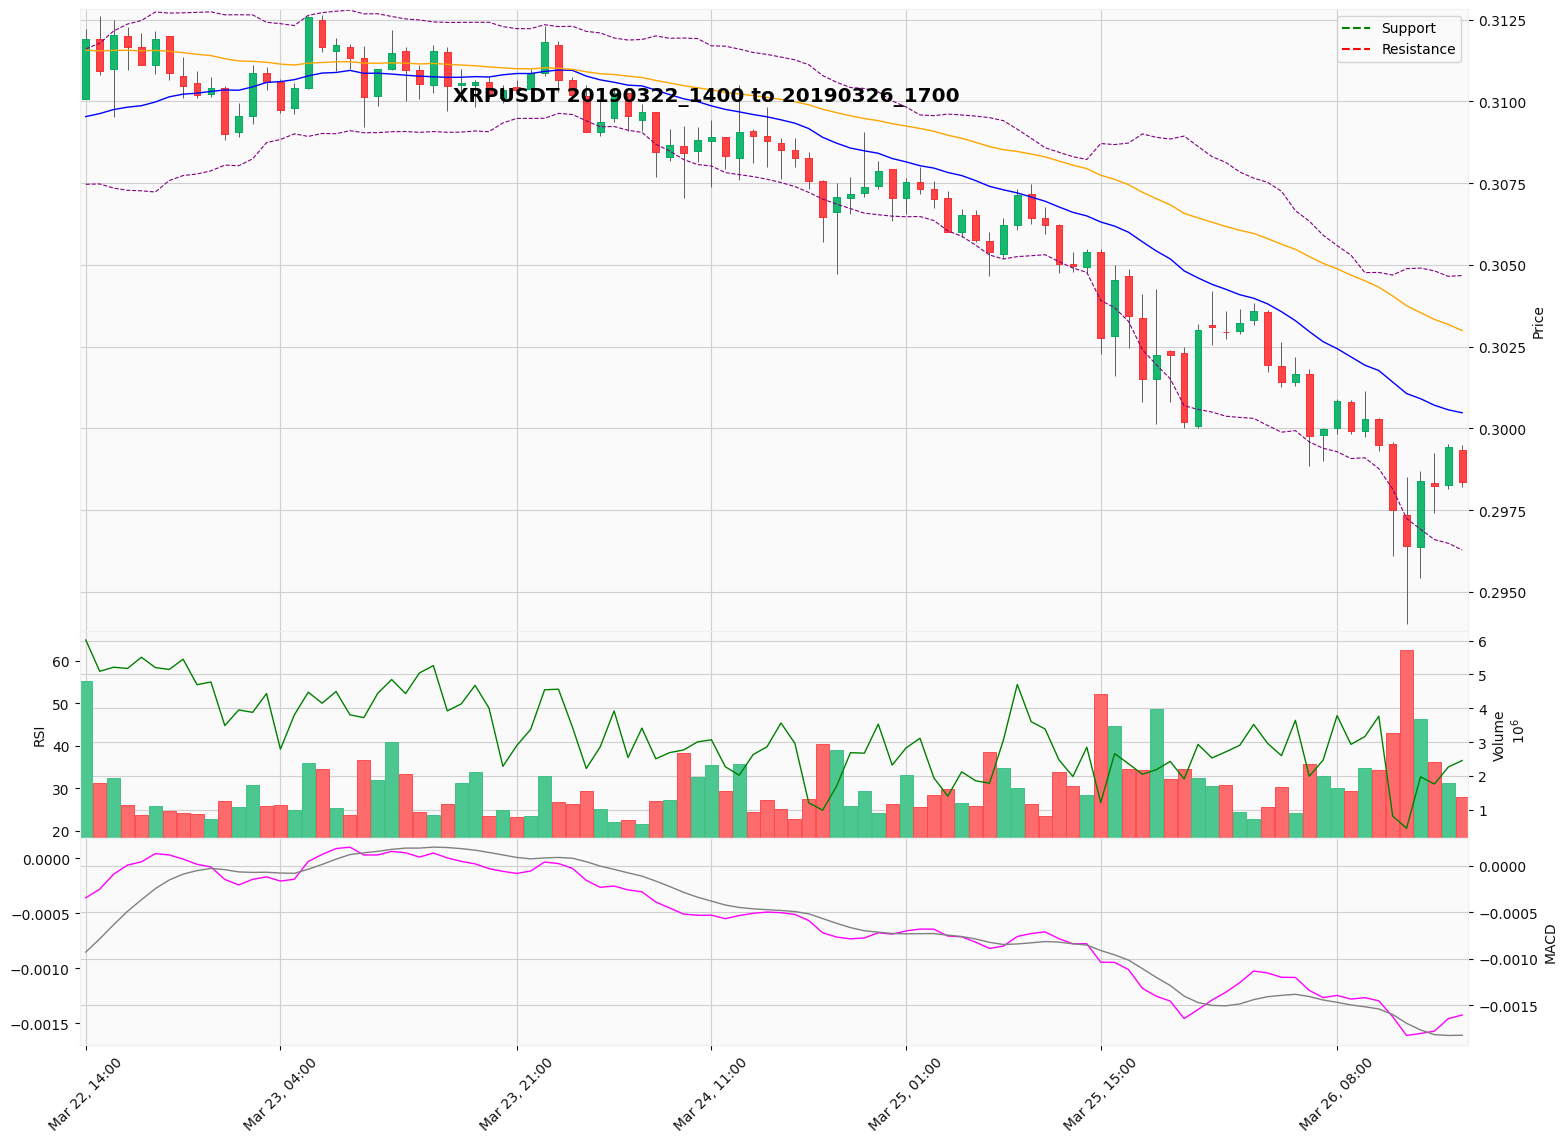 XRPUSDT 20190322_1400 to 20190326_1700
Support
Resistance
0.3125
0.3100
0.3075
0.3050
0.3025
0.3000
0.2975
0.2950
Price
60
50
40
30
20
RSI
6
5
4
3
2
1
Volume
10^6
0.0000
−0.0005
−0.0010
−0.0015
0.0000
−0.0005
−0.0010
−0.0015
MACD
Mar 22, 14:00
Mar 23, 04:00
Mar 23, 21:00
Mar 24, 11:00
Mar 25, 01:00
Mar 25, 15:00
Mar 26, 08:00